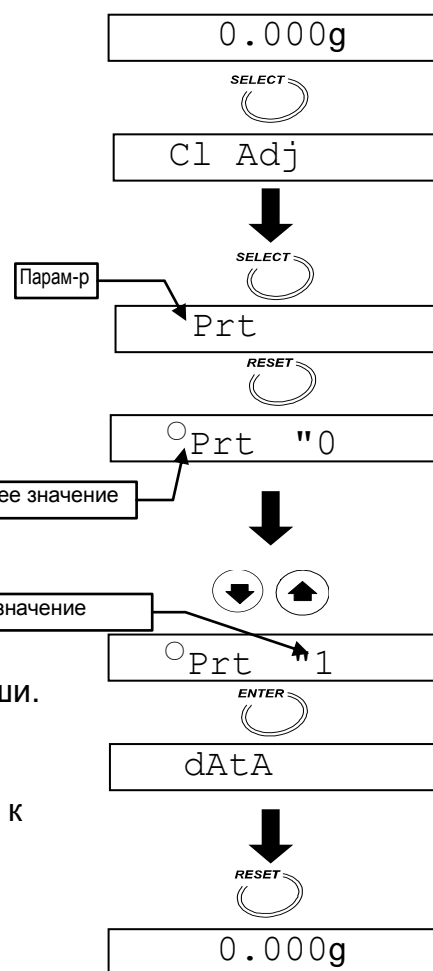 0.000g
SELECT
Cl Adj
SELECT
Парам-р
Prt
RESET
Prt "0
ее значение
значение
Prt "1
ши.
ENTER
dAtA
к
RESET
0.000g